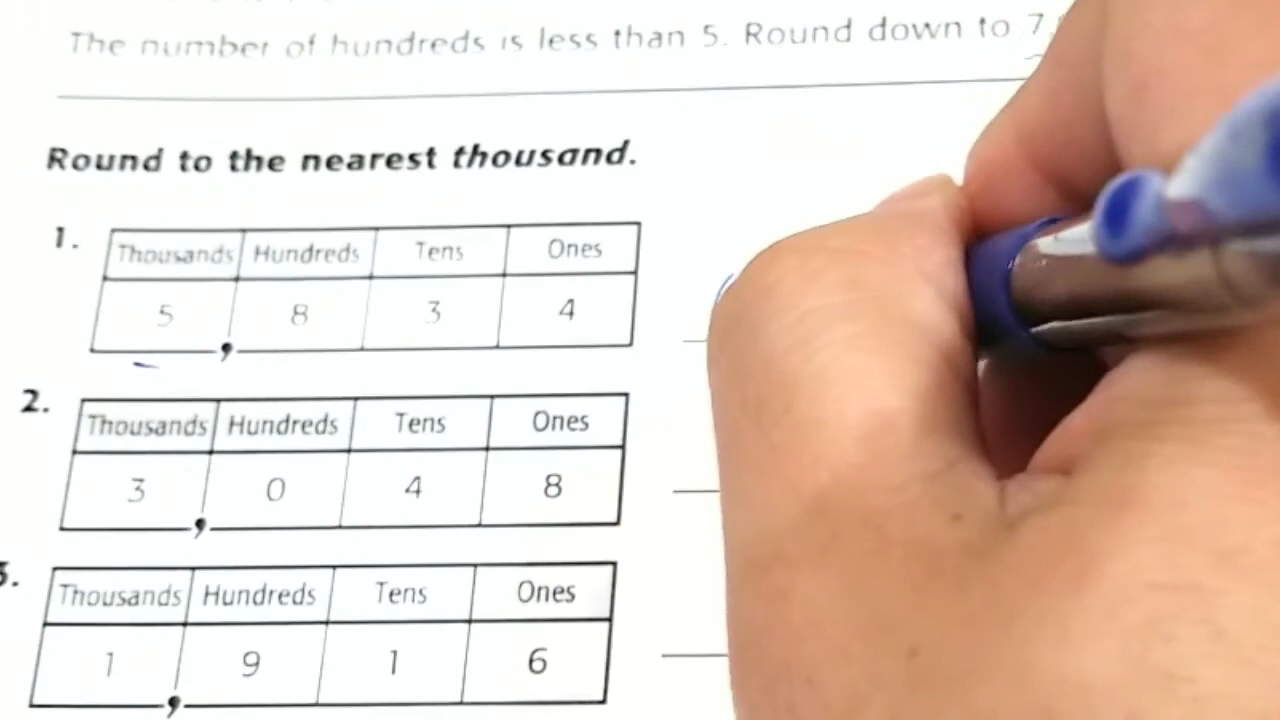 The number of hundreds is less than 5. Round down to 7,
Round to the nearest thousand.
1.
Thousands Hundreds Tens Ones
5, 8 3 4
2.
Thousands Hundreds Tens Ones
3, 0 4 8
3.
Thousands Hundreds Tens Ones
1, 9 1 6